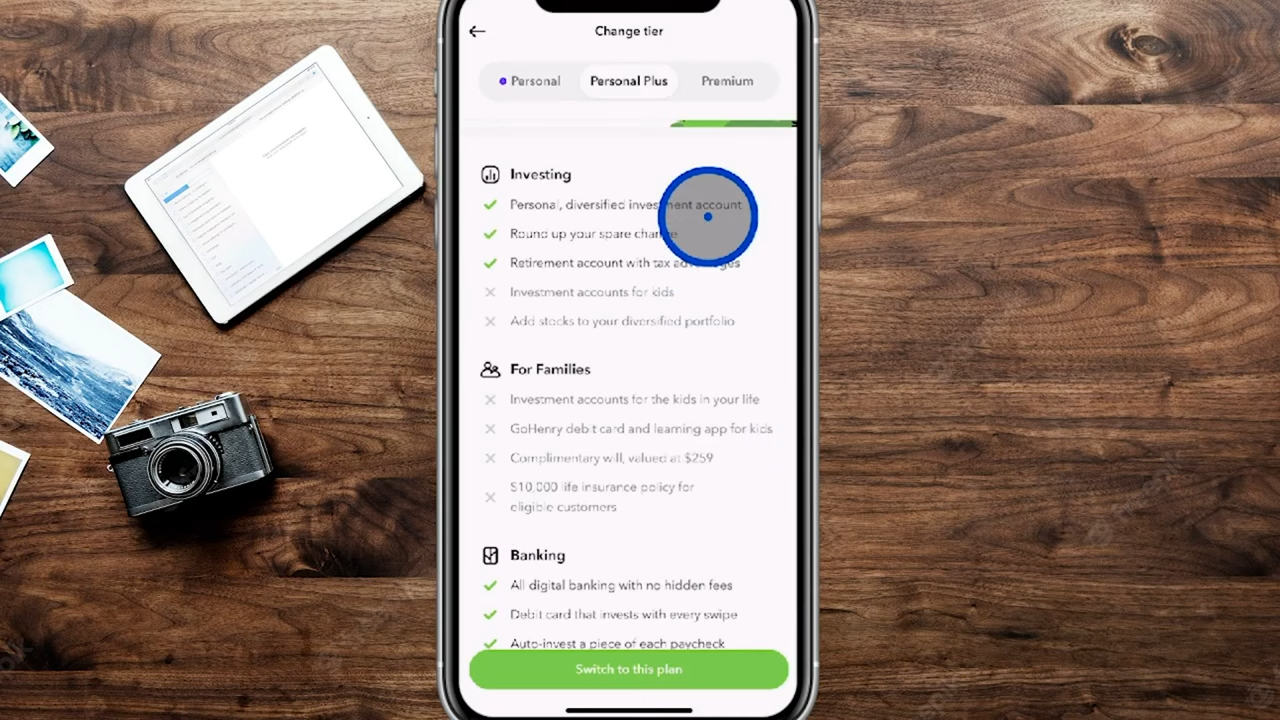 Change tier
Personal
Personal Plus
Premium
Investing
Personal, diversified investment account
Round up your spare change
Retirement account with tax advantages
Investment accounts for kids
Add stocks to your diversified portfolio
For Families
Investment accounts for the kids in your life
GoHenry debit card and learning app for kids
Complimentary will, valued at $259
$10,000 life insurance policy for
eligible customers
Banking
All digital banking with no hidden fees
Debit card that invests with every swipe
Auto-invest a piece of each paycheck
Switch to this plan